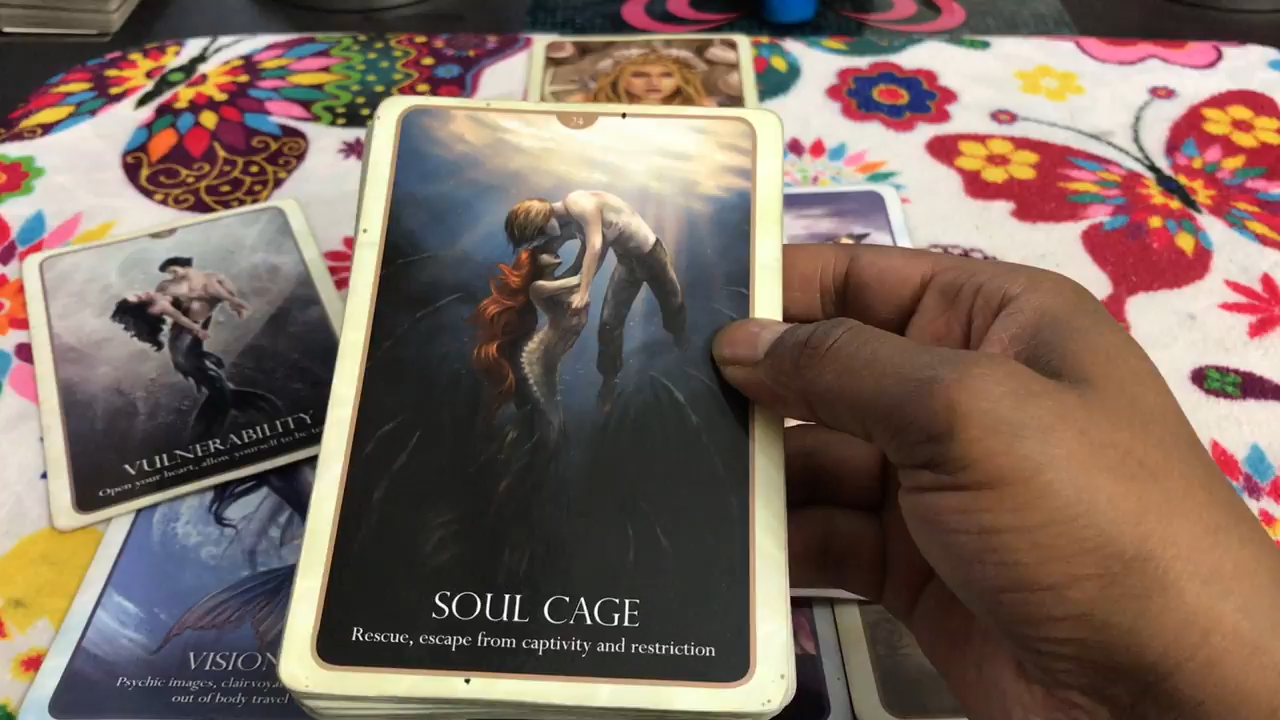 24
VULNERABILITY
Open your heart, allow yourself to be
SOUL CAGE
Rescue, escape from captivity and restriction
VISION
Psychic images,
out of body travel